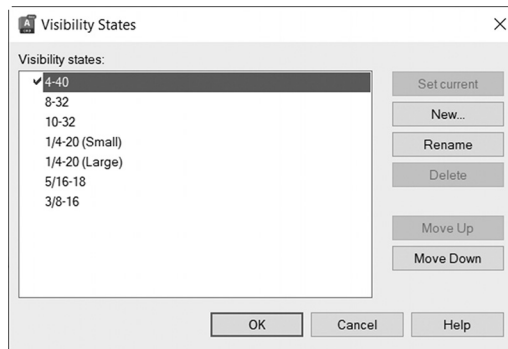 Visibility States
Visibility states:
4-40
8-32
10-32
1/4-20 (Small)
1/4-20 (Large)
5/16-18
3/8-16
Set current
New...
Rename
Delete
Move Up
Move Down
OK
Cancel
Help